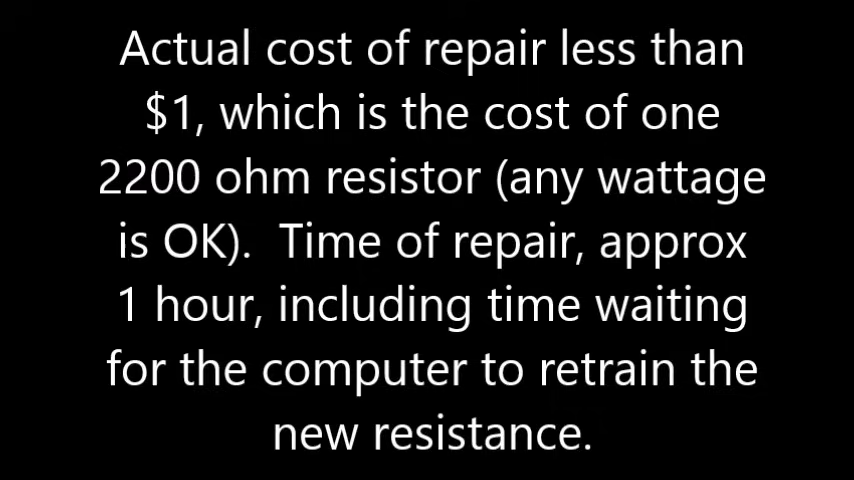 Actual cost of repair less than
$1, which is the cost of one
2200 ohm resistor (any wattage
is OK).  Time of repair, approx
1 hour, including time waiting
for the computer to retrain the
new resistance.